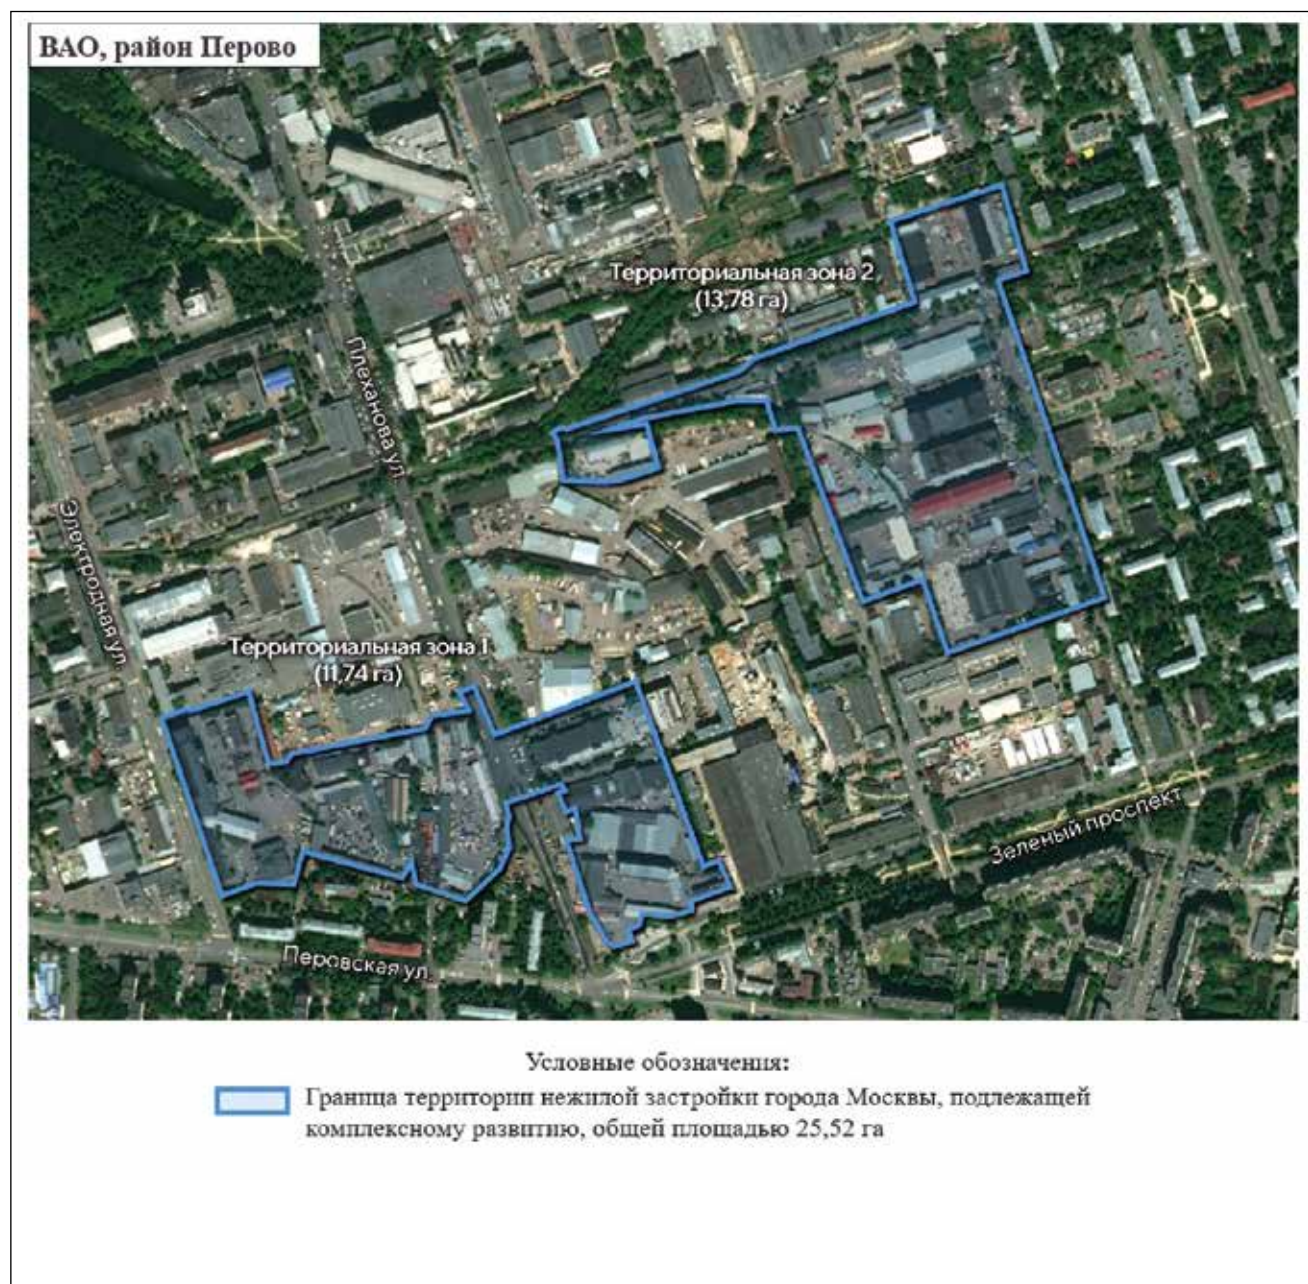 ВАО, район Перово
Территориальная зона 2
(13,78 га)
Плеханова ул.
Электродная ул.
Территориальная зона 1
(11,74 га)
Зеленый проспект
Перовская ул.
Условные обозначения:
Граница территории нежилой застройки города Москвы, подлежащей
комплексному развитию, общей площадью 25,52 га